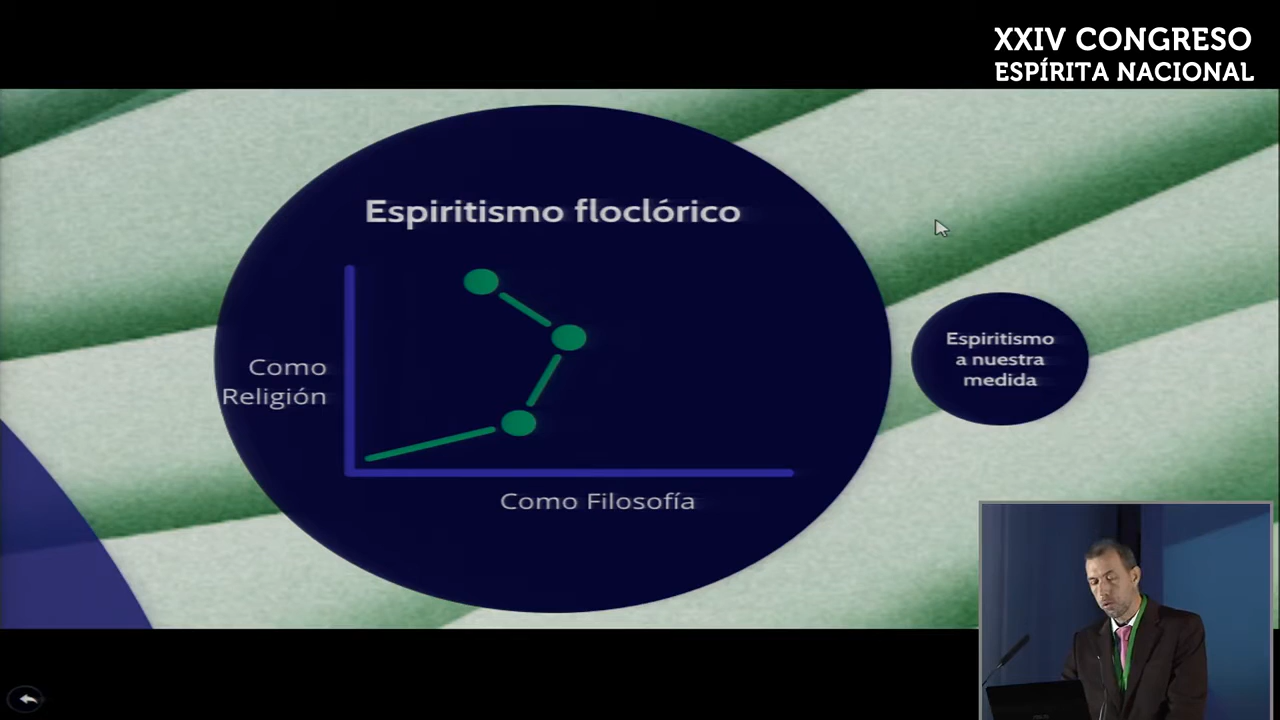 XXIV CONGRESO
ESPÍRITA NACIONAL
Espiritismo floclórico
Como
Religión
Como Filosofía
Espiritismo
a nuestra
medida